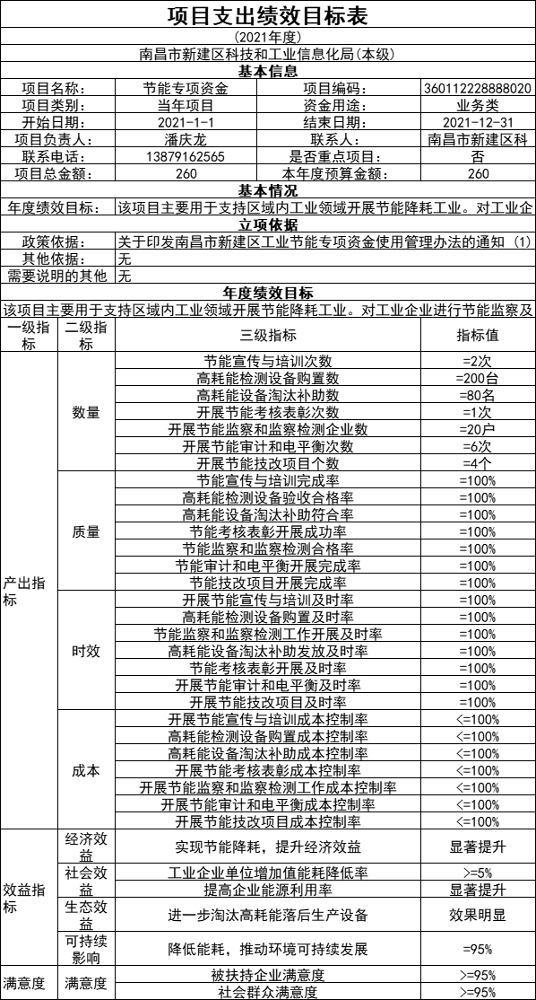 项目支出绩效目标表
(2021年度)
南昌市新建区科技和工业信息化局(本级)
基本信息
项目名称： 节能专项资金 项目编码： 360112228888020
项目类别： 当年项目 资金用途： 业务类
开始日期： 2021-1-1 结束日期： 2021-12-31
项目负责人： 潘庆龙 联系人： 南昌市新建区科
联系电话： 13879162565 是否重点项目： 否
项目总金额： 260 本年度预算金额： 260
基本情况
年度绩效目标： 该项目主要用于支持区域内工业领域开展节能降耗工业。对工业企
立项依据
政策依据： 关于印发南昌市新建区工业节能专项资金使用管理办法的通知 (1)
其他依据： 无
需要说明的其他 无
年度绩效目标
该项目主要用于支持区域内工业领域开展节能降耗工业。对工业企业进行节能监察及
一级指标 二级指标 三级指标 指标值
产出指标 数量 节能宣传与培训次数 =2次
高耗能检测设备购置数 =200台
高耗能设备淘汰补助数 =80名
开展节能考核表彰次数 =1次
开展节能监察和监察检测企业数 =20户
开展节能审计和电平衡次数 =6次
开展节能技改项目个数 =4个
质量 节能宣传与培训完成率 =100%
高耗能检测设备验收合格率 =100%
高耗能设备淘汰补助符合率 =100%
节能考核表彰开展成功率 =100%
节能监察和监察检测合格率 =100%
节能审计和电平衡开展完成率 =100%
节能技改项目开展完成率 =100%
时效 开展节能宣传与培训及时率 =100%
高耗能检测设备购置及时率 =100%
节能监察和监察检测工作开展及时率 =100%
高耗能设备淘汰补助发放及时率 =100%
节能考核表彰开展及时率 =100%
开展节能审计和电平衡及时率 =100%
开展节能技改项目及时率 =100%
成本 开展节能宣传与培训成本控制率 <=100%
高耗能检测设备购置成本控制率 <=100%
高耗能设备淘汰补助成本控制率 <=100%
开展节能考核表彰成本控制率 <=100%
开展节能监察和监察检测工作成本控制率 <=100%
开展节能审计和电平衡成本控制率 <=100%
开展节能技改项目成本控制率 <=100%
效益指标 经济效益 实现节能降耗，提升经济效益 显著提升
社会效益 工业企业单位增加值能耗降低率 >=5%
提高企业能源利用率 显著提升
生态效益 进一步淘汰高耗能落后生产设备 效果明显
可持续影响 降低能耗，推动环境可持续发展 =95%
满意度 满意度 被扶持企业满意度 >=95%
社会群众满意度 >=95%